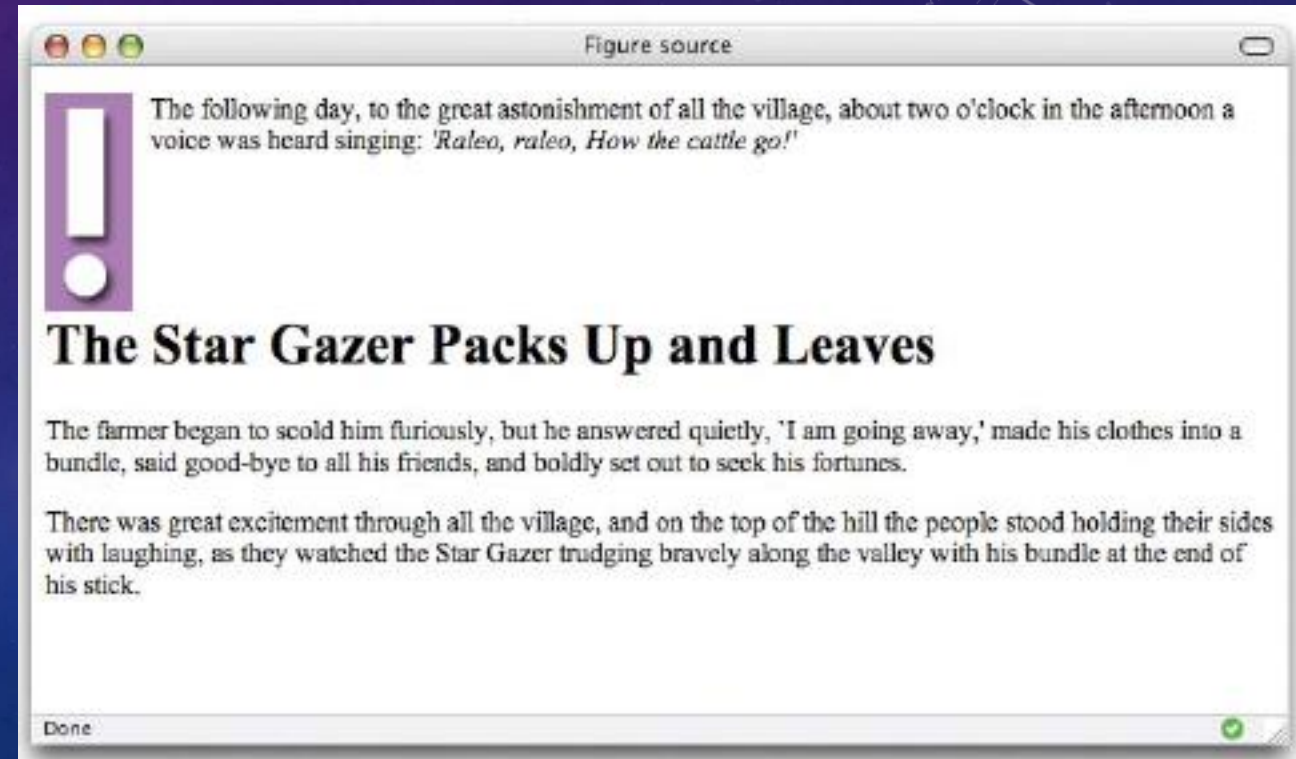 Figure source
The following day, to the great astonishment of all the village, about two o'clock in the afternoon a
voice was heard singing: 'Raleo, raleo, How the cattle go!'
!
The Star Gazer Packs Up and Leaves
The farmer began to scold him furiously, but he answered quietly, `I am going away,' made his clothes into a
bundle, said good-bye to all his friends, and boldly set out to seek his fortunes.
There was great excitement through all the village, and on the top of the hill the people stood holding their sides
with laughing, as they watched the Star Gazer trudging bravely along the valley with his bundle at the end of
his stick.
Done